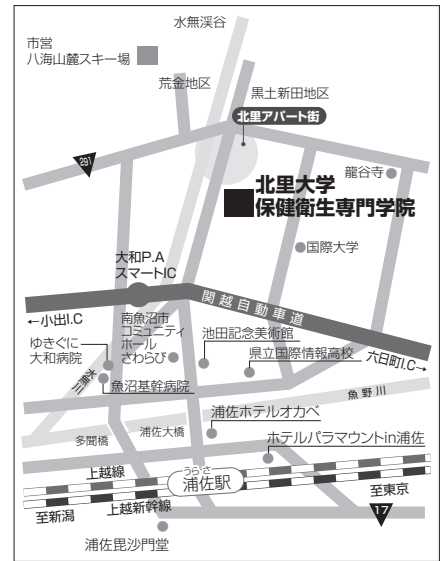 水無渓谷
市営
八海山麓スキー場
荒金地区
黒土新田地区
北里アパート街
291
龍谷寺
北里大学
保健衛生専門学院
国際大学
大和P.A
スマートIC
関越自動車道
←小出I.C
南魚沼市
コミュニティ
ホール
さわらび
池田記念美術館
六日町I.C→
ゆきぐに
大和病院
県立国際情報高校
水無川
魚沼基幹病院
魚野川
浦佐ホテルオカベ
多聞橋
浦佐大橋
ホテルパラマウントin浦佐
上越線
うらさ
浦佐駅
至東京
至新潟
上越新幹線
17
浦佐毘沙門堂